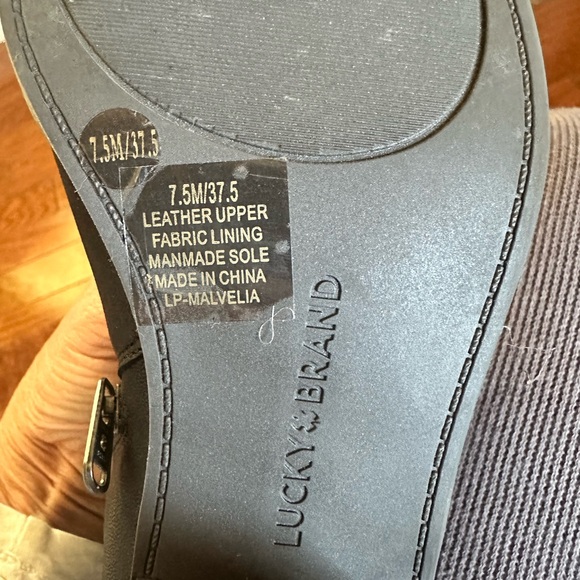 7.5M/37.5
7.5M/37.5
LEATHER UPPER
FABRIC LINING
MANMADE SOLE
MADE IN CHINA
LP-MALVELIA
LUCKY BRAND